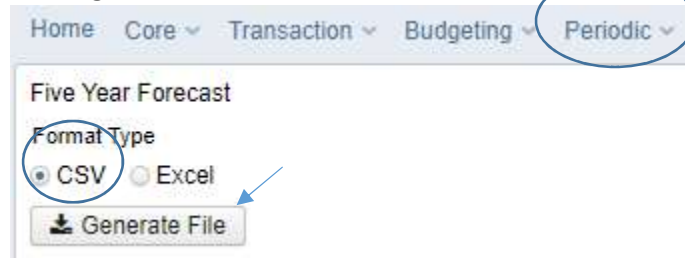 Home Core Transaction Budgeting Periodic
Five Year Forecast
Format Type
CSV Excel
Generate File